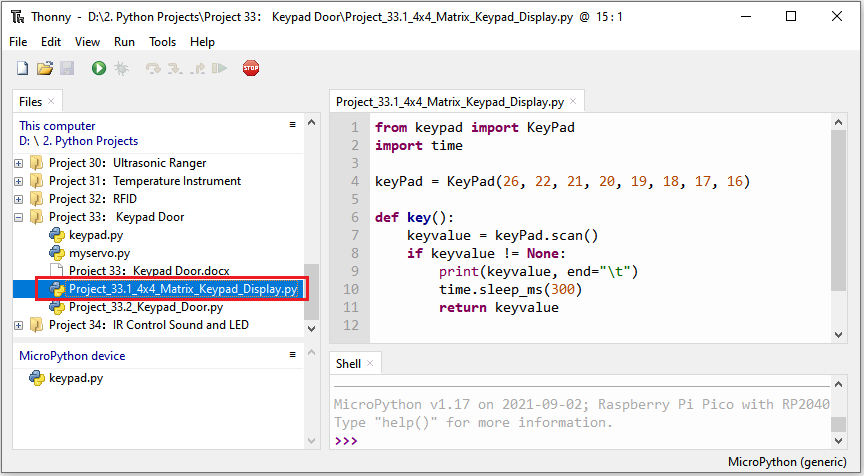 Thonny - D:\2. Python Projects\Project 33： Keypad Door\Project_33.1_4x4_Matrix_Keypad_Display.py @ 15 : 1
File Edit View Run Tools Help
STOP
Files
This computer
D: \ 2. Python Projects
Project 30：Ultrasonic Ranger
Project 31：Temperature Instrument
Project 32：RFID
Project 33： Keypad Door
keypad.py
myservo.py
Project 33：Keypad Door.docx
Project_33.1_4x4_Matrix_Keypad_Display.py
Project_33.2_Keypad_Door.py
Project 34：IR Control Sound and LED
MicroPython device
keypad.py
Project_33.1_4x4_Matrix_Keypad_Display.py
1 from keypad import KeyPad
2 import time
3
4 keyPad = KeyPad(26, 22, 21, 20, 19, 18, 17, 16)
5
6 def key():
7     keyvalue = keyPad.scan()
8     if keyvalue != None:
9         print(keyvalue, end="\t")
10         time.sleep_ms(300)
11         return keyvalue
12
Shell
MicroPython v1.17 on 2021-09-02; Raspberry Pi Pico with RP2040
Type "help()" for more information.
>>>
MicroPython (generic)